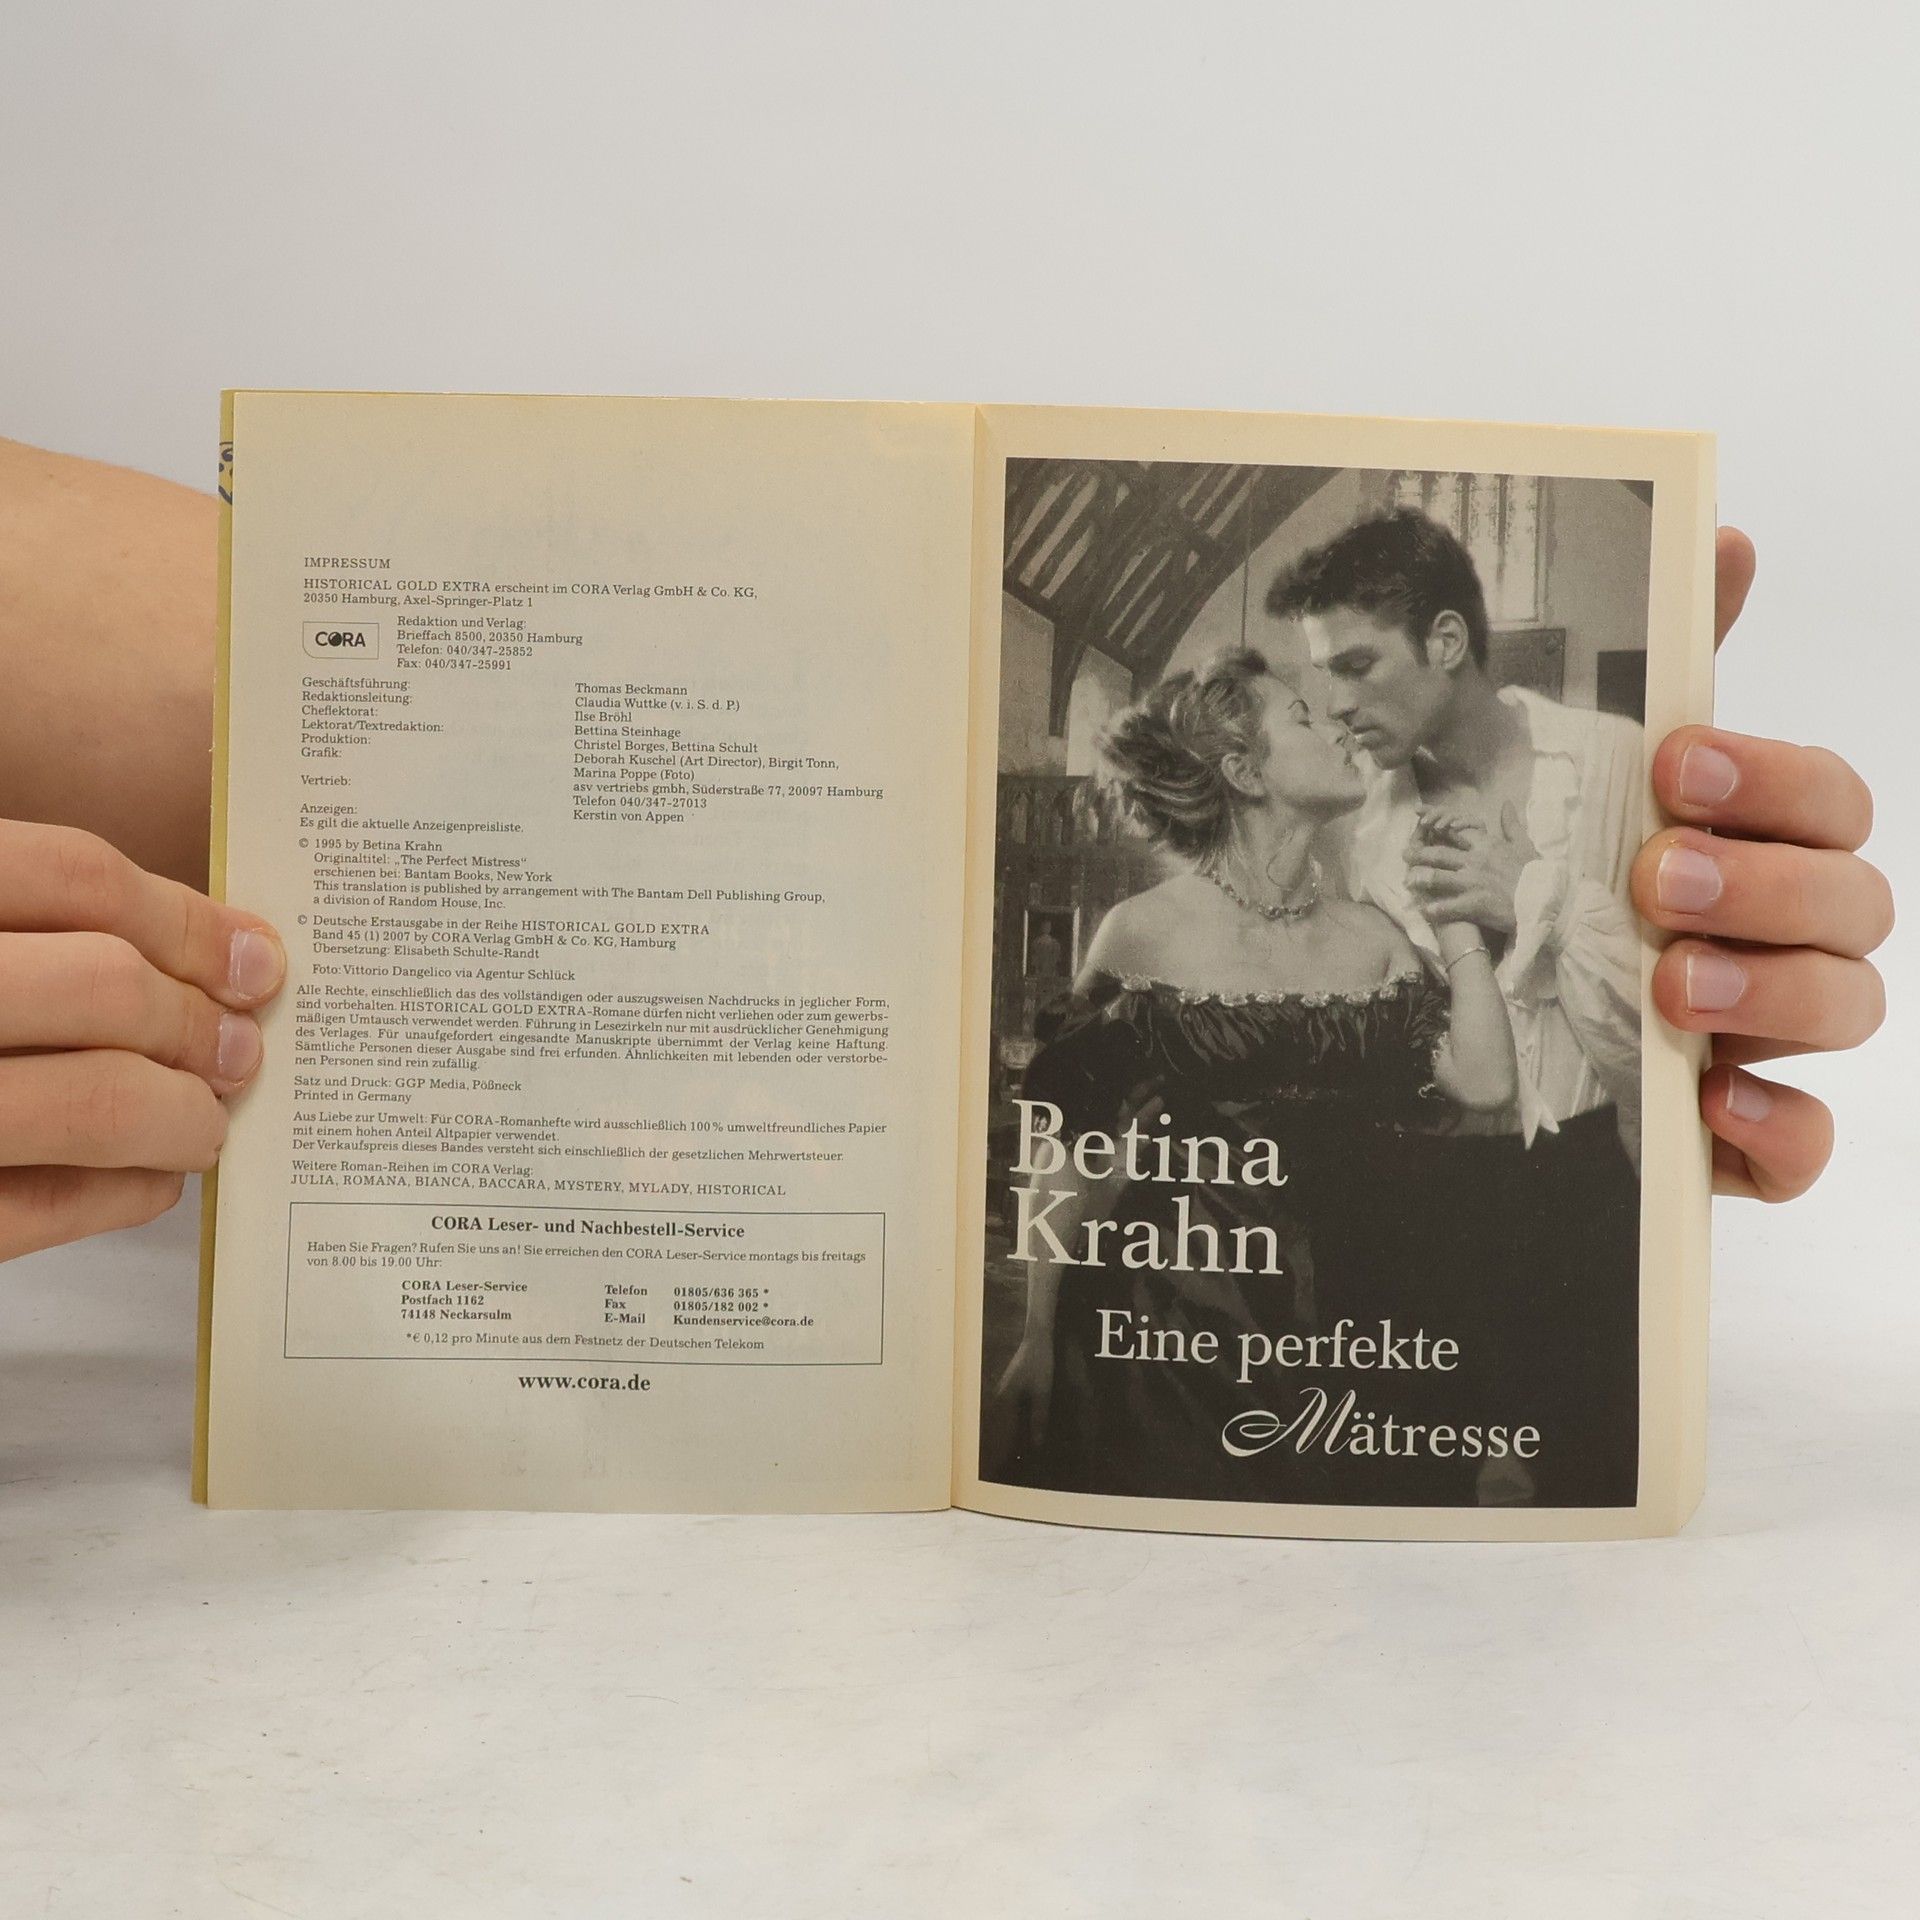 IMPRESSUM
HISTORICAL GOLD EXTRA erscheint im CORA Verlag GmbH & Co. KG,
20350 Hamburg, Axel-Springer-Platz 1
CORA
Redaktion und Verlag:
Brieffach 8500, 20350 Hamburg
Telefon: 040/347-25852
Fax: 040/347-25991
Geschäftsführung: Thomas Beckmann
Redaktionsleitung: Claudia Wuttke (v. i. S. d. P.)
Cheflektorat: Ilse Bröhl
Lektorat/Textredaktion: Bettina Steinhage
Produktion: Christel Borges, Bettina Schult
Grafik: Deborah Kuschel (Art Director), Birgit Tonn,
Marina Poppe (Foto)
Vertrieb: asv vertriebs gmbh, Süderstraße 77, 20097 Hamburg
Telefon 040/347-27013
Anzeigen: Kerstin von Appen
Es gilt die aktuelle Anzeigenpreisliste.
© 1995 by Betina Krahn
Originaltitel: „The Perfect Mistress“
erschienen bei: Bantam Books, New York
This translation is published by arrangement with The Bantam Dell Publishing Group,
a division of Random House, Inc.
© Deutsche Erstausgabe in der Reihe HISTORICAL GOLD EXTRA
Band 45 (1) 2007 by CORA Verlag GmbH & Co. KG, Hamburg
Übersetzung: Elisabeth Schulte-Randt
Foto: Vittorio Dangelico via Agentur Schlück
Alle Rechte, einschließlich das des vollständigen oder auszugsweisen Nachdrucks in jeglicher Form,
sind vorbehalten. HISTORICAL GOLD EXTRA-Romane dürfen nicht verliehen oder zum gewerbs-
mäßigen Umtausch verwendet werden. Führung in Lesezirkeln nur mit ausdrücklicher Genehmigung
des Verlages. Für unaufgefordert eingesandte Manuskripte übernimmt der Verlag keine Haftung.
Sämtliche Personen dieser Ausgabe sind frei erfunden. Ähnlichkeiten mit lebenden oder verstorbe-
nen Personen sind rein zufällig.
Satz und Druck: GGP Media, Pößneck
Printed in Germany
Aus Liebe zur Umwelt: Für CORA-Romanhefte wird ausschließlich 100% umweltfreundliches Papier
mit einem hohen Anteil Altpapier verwendet.
Der Verkaufspreis dieses Bandes versteht sich einschließlich der gesetzlichen Mehrwertsteuer.
Weitere Roman-Reihen im CORA Verlag:
JULIA, ROMANA, BIANCA, BACCARA, MYSTERY, MYLADY, HISTORICAL
CORA Leser- und Nachbestell-Service
Haben Sie Fragen? Rufen Sie uns an! Sie erreichen den CORA Leser-Service montags bis freitags
von 8.00 bis 19.00 Uhr:
CORA Leser-Service Telefon 01805/636 365 *
Postfach 1162 Fax 01805/182 002 *
74148 Neckarsulm E-Mail Kundenservice@cora.de
*€ 0,12 pro Minute aus dem Festnetz der Deutschen Telekom
www.cora.de
Betina
Krahn
Eine perfekte
Mätresse